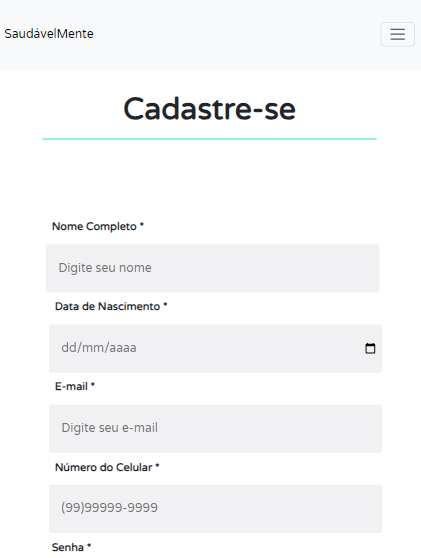 SaudávelMente
Cadastre-se
Nome Completo *
Digite seu nome
Data de Nascimento *
dd/mm/aaaa
E-mail *
Digite seu e-mail
Número do Celular *
(99)99999-9999
Senha *